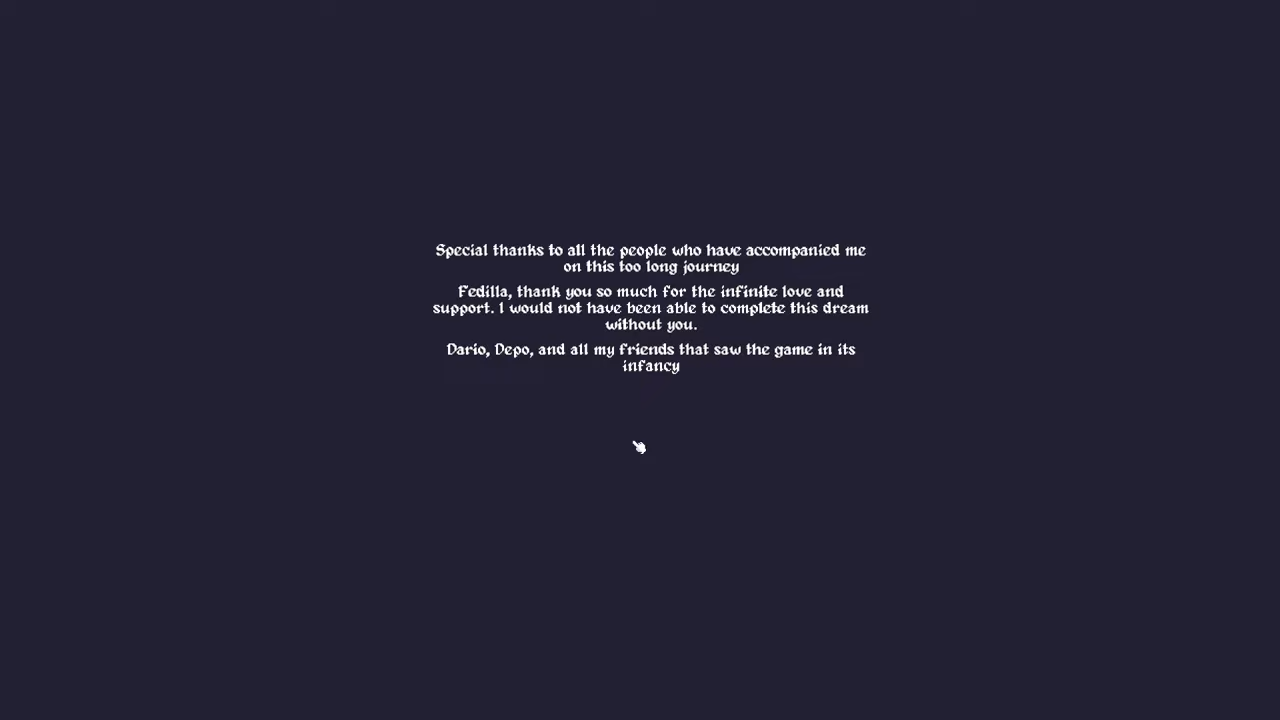 Special thanks to all the people who have accompanied me
on this too long journey
Fedilla, thank you so much for the infinite love and
support. I would not have been able to complete this dream
without you.
Dario, Depo, and all my friends that saw the game in its
infancy